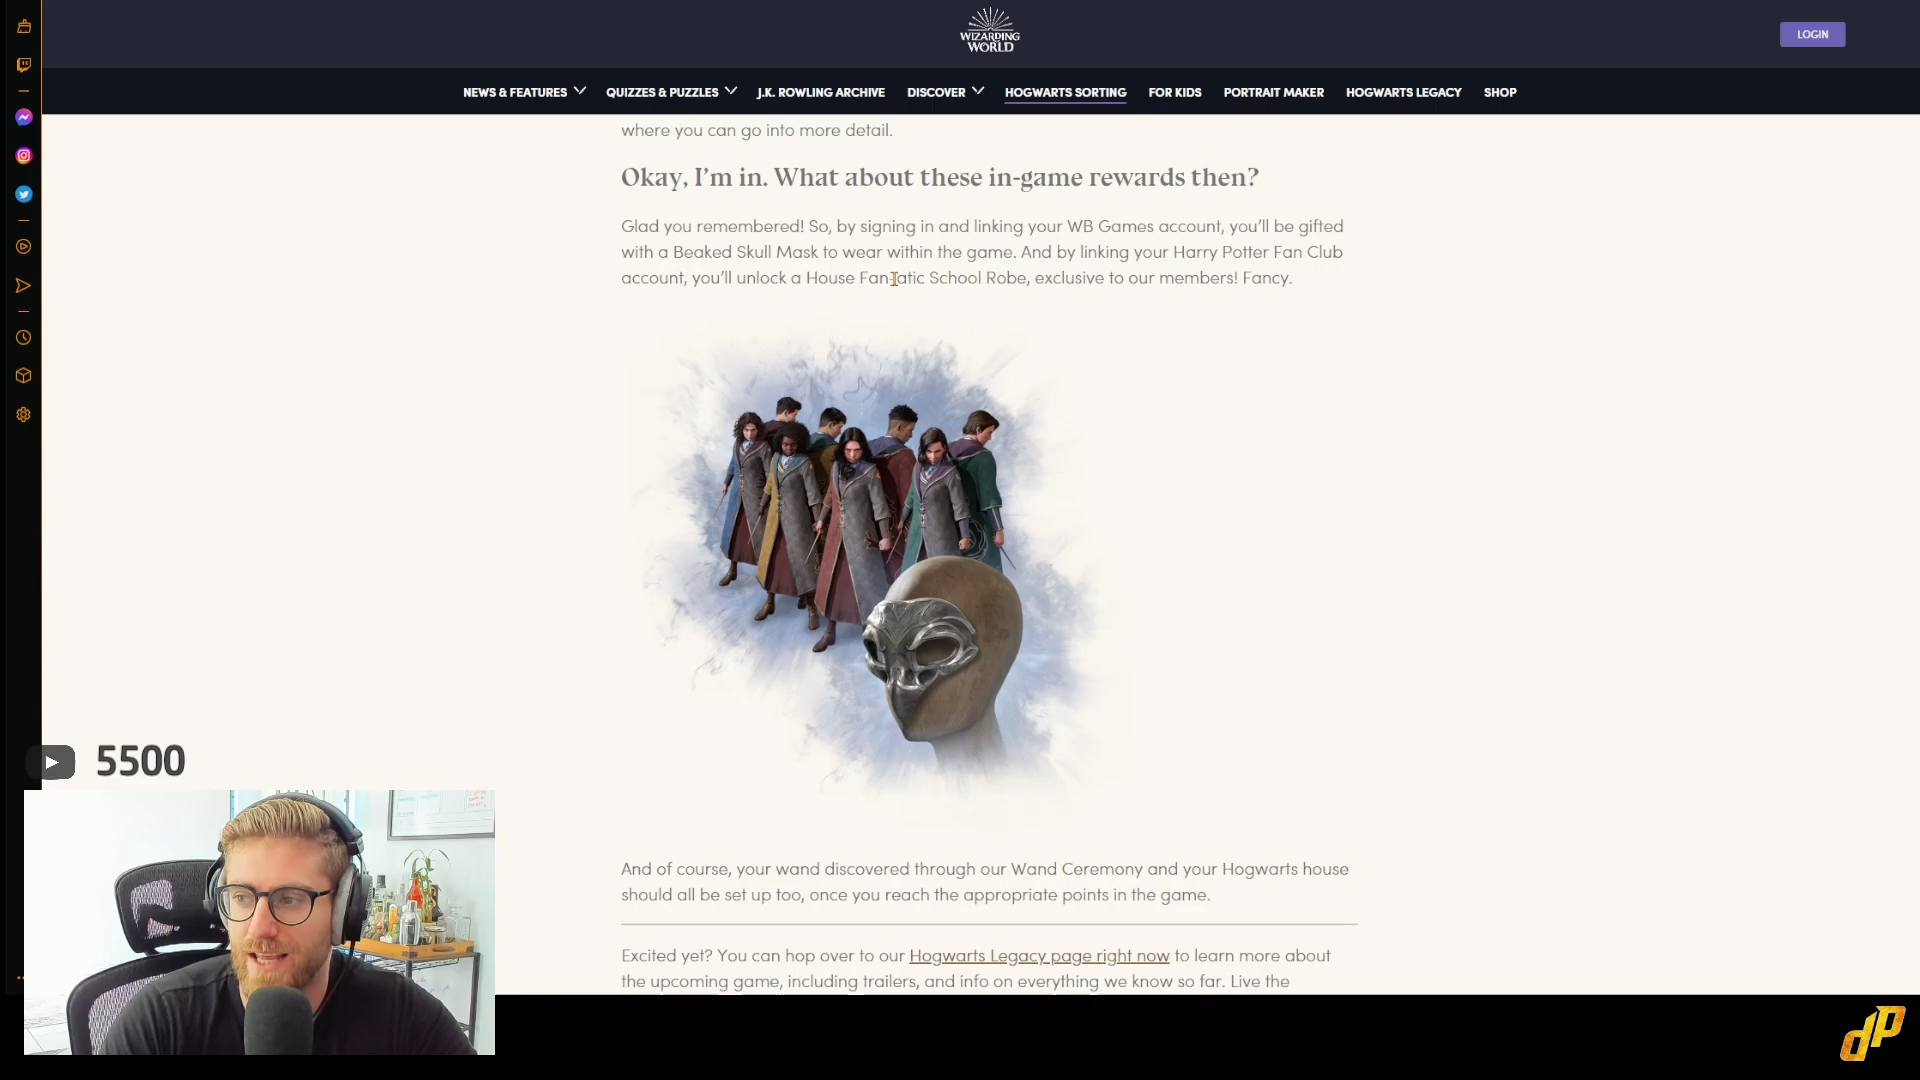 WIZARDING
WORLD
LOGIN
NEWS & FEATURES
QUIZZES & PUZZLES
J.K. ROWLING ARCHIVE
DISCOVER
HOGWARTS SORTING
FOR KIDS
PORTRAIT MAKER
HOGWARTS LEGACY
SHOP
where you can go into more detail.
Okay, I'm in. What about these in-game rewards then?
Glad you remembered! So, by signing in and linking your WB Games account, you'll be gifted
with a Beaked Skull Mask to wear within the game. And by linking your Harry Potter Fan Club
account, you'll unlock a House Fan-atic School Robe, exclusive to our members! Fancy.
5500
And of course, your wand discovered through our Wand Ceremony and your Hogwarts house
should all be set up too, once you reach the appropriate points in the game.
Excited yet? You can hop over to our Hogwarts Legacy page right now to learn more about
the upcoming game, including trailers, and info on everything we know so far. Live the
dP